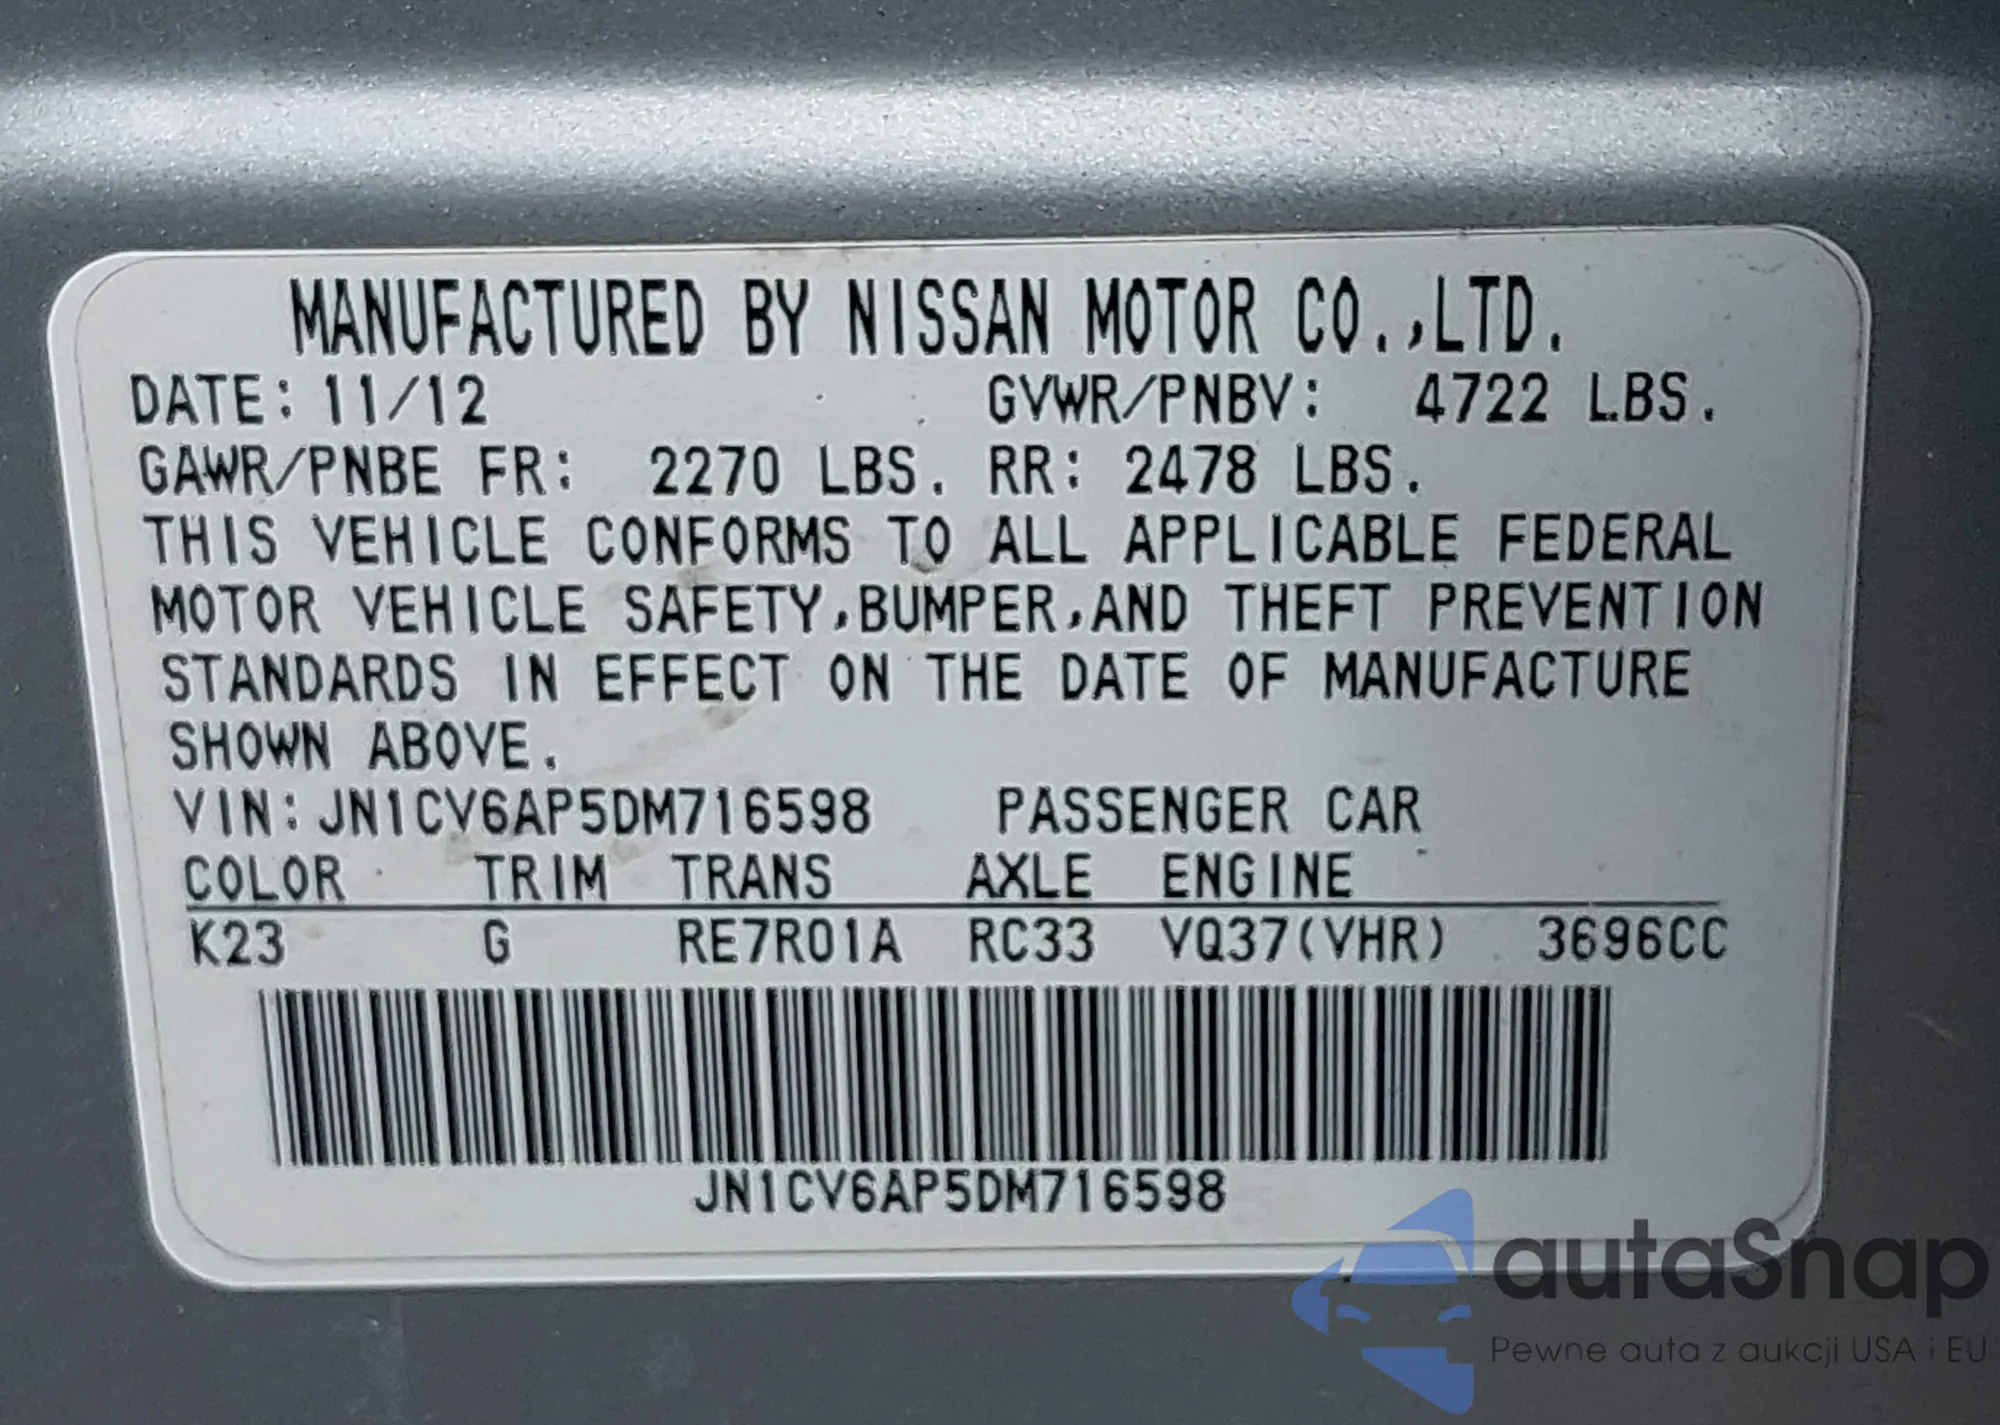 MANUFACTURED BY NISSAN MOTOR CO.,LTD.
DATE: 11/12 GVWR/PNBV: 4722 LBS.
GAWR/PNBE FR: 2270 LBS. RR: 2478 LBS.
THIS VEHICLE CONFORMS TO ALL APPLICABLE FEDERAL
MOTOR VEHICLE SAFETY,BUMPER,AND THEFT PREVENTION
STANDARDS IN EFFECT ON THE DATE OF MANUFACTURE
SHOWN ABOVE.
VIN:JN1CV6AP5DM716598 PASSENGER CAR
COLOR TRIM TRANS AXLE ENGINE
K23 G RE7R01A RC33 VQ37(VHR) 3696CC
JN1CV6AP5DM716598
autaSnap
Pewne auta z aukcji USA i EU